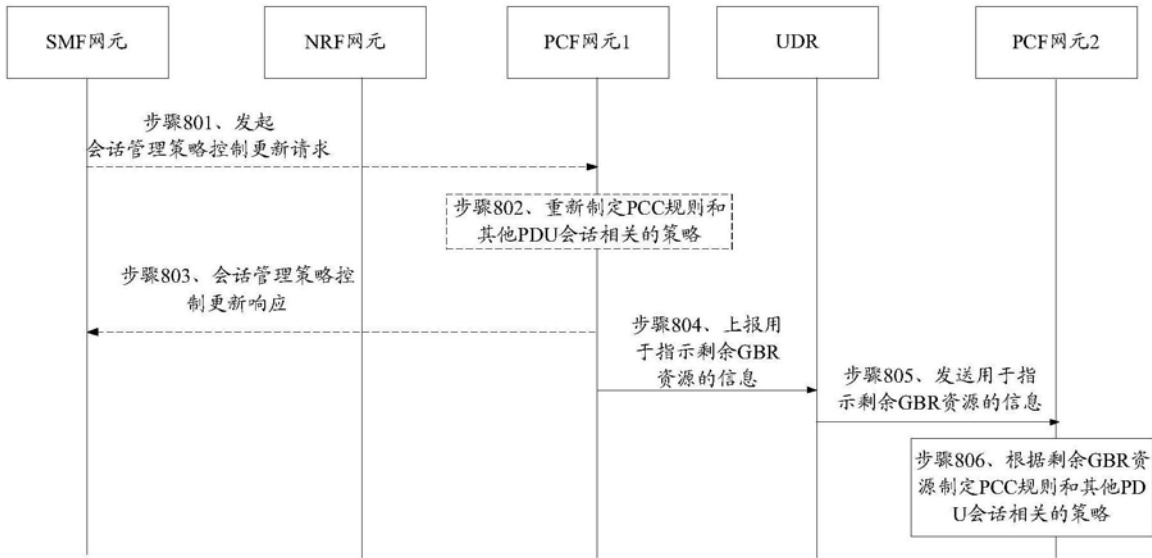 SMF网元
NRF网元
PCF网元1
UDR
PCF网元2
步骤801、发起
会话管理策略控制更新请求
步骤802、重新制定PCC规则和
其他PDU会话相关的策略
步骤803、会话管理策略控
制更新响应
步骤804、上报用
于指示剩余GBR
资源的信息
步骤805、发送用于指
示剩余GBR资源的信息
步骤806、根据剩余GBR资
源制定PCC规则和其他PD
U会话相关的策略